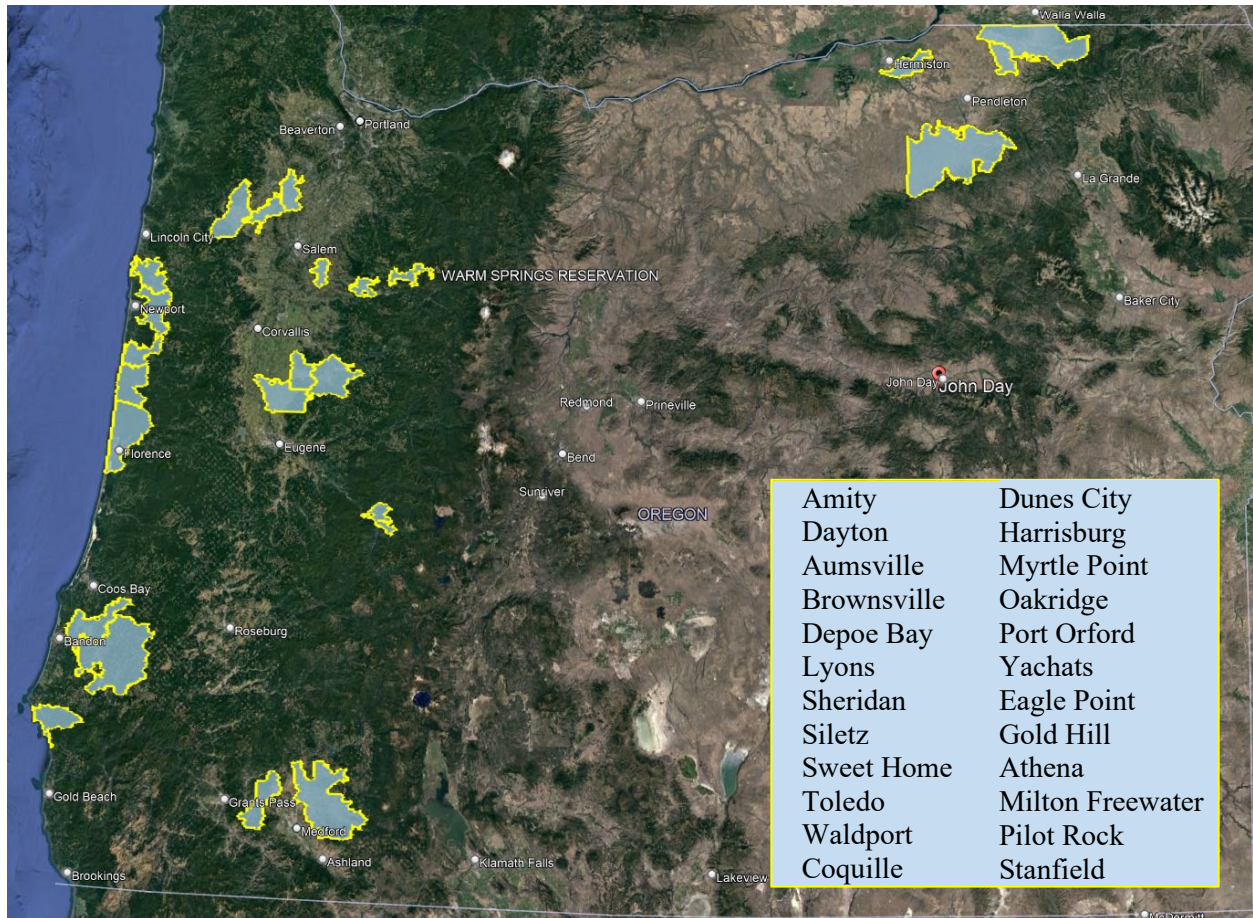 Walla Walla
Hermiston
Pendleton
Beaverton
Portland
La Grande
Lincoln City
Salem
WARM SPRINGS RESERVATION
Baker City
Newport
Corvallis
John Day
John Day
Redmond
Prineville
Eugene
Florence
Bend
Sunriver
OREGON
Coos Bay
Roseburg
Bandon
Gold Beach
Grants Pass
Medford
Ashland
Klamath Falls
Brookings
Lakeview
McDermitt
Amity
Dayton
Aumsville
Brownsville
Depoe Bay
Lyons
Sheridan
Siletz
Sweet Home
Toledo
Waldport
Coquille
Dunes City
Harrisburg
Myrtle Point
Oakridge
Port Orford
Yachats
Eagle Point
Gold Hill
Athena
Milton Freewater
Pilot Rock
Stanfield